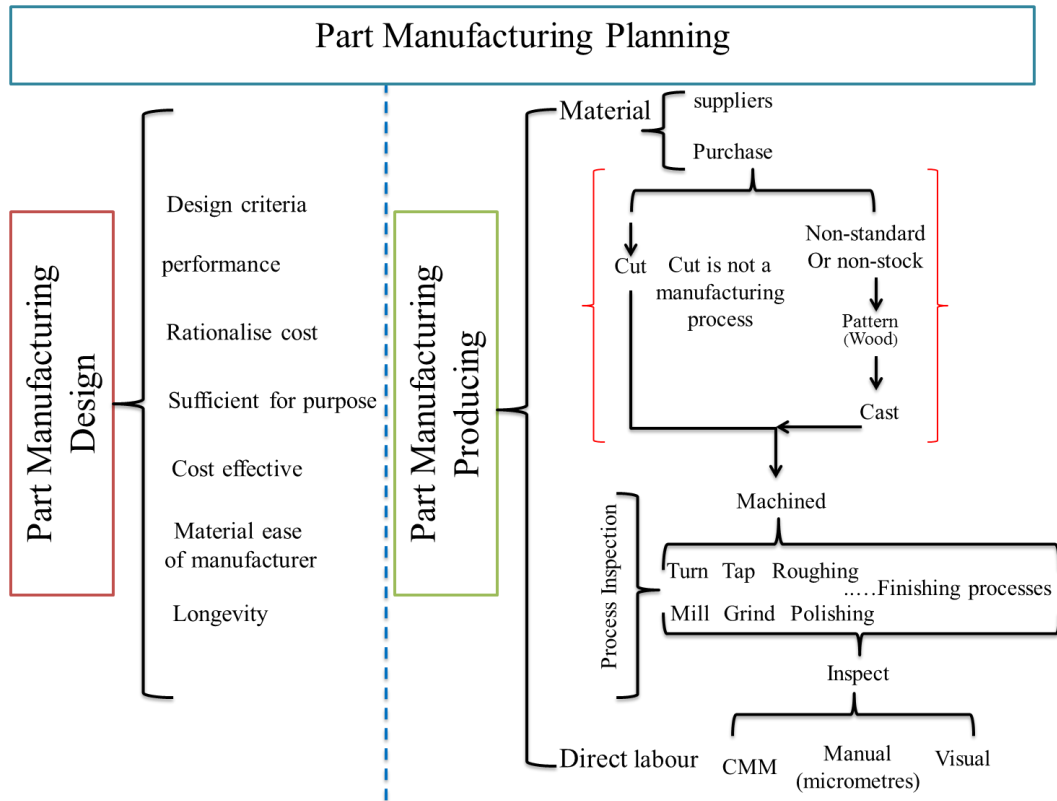 Part Manufacturing Planning
Part Manufacturing
Design
Design criteria
performance
Rationalise cost
Sufficient for purpose
Cost effective
Material ease
of manufacturer
Longevity
Part Manufacturing
Producing
Material
suppliers
Purchase
Cut
Cut is not a
manufacturing
process
Non-standard
Or non-stock
Pattern
(Wood)
Cast
Machined
Process Inspection
Turn Tap Roughing
......Finishing processes
Mill Grind Polishing
Inspect
Direct labour
CMM
Manual
(micrometres)
Visual